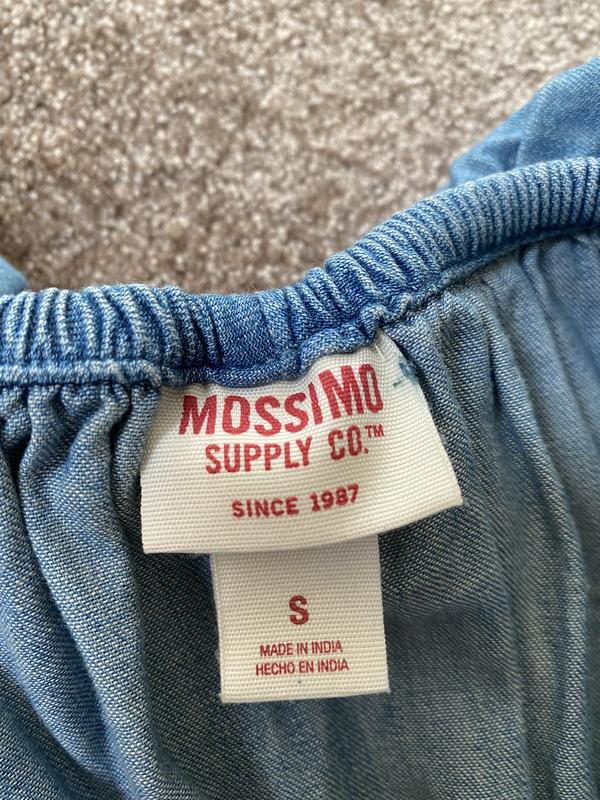 MOSSIMO
SUPPLY CO.™
SINCE 1987
S
MADE IN INDIA
HECHO EN INDIA